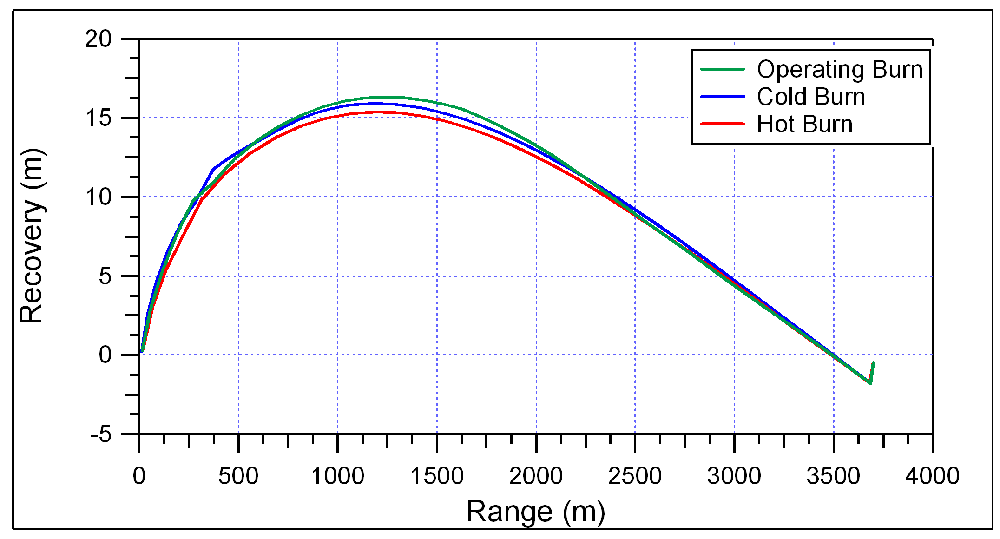 20
15
10
5
0
-5
Recovery (m)
Operating Burn
Cold Burn
Hot Burn
0 500 1000 1500 2000 2500 3000 3500 4000
Range (m)